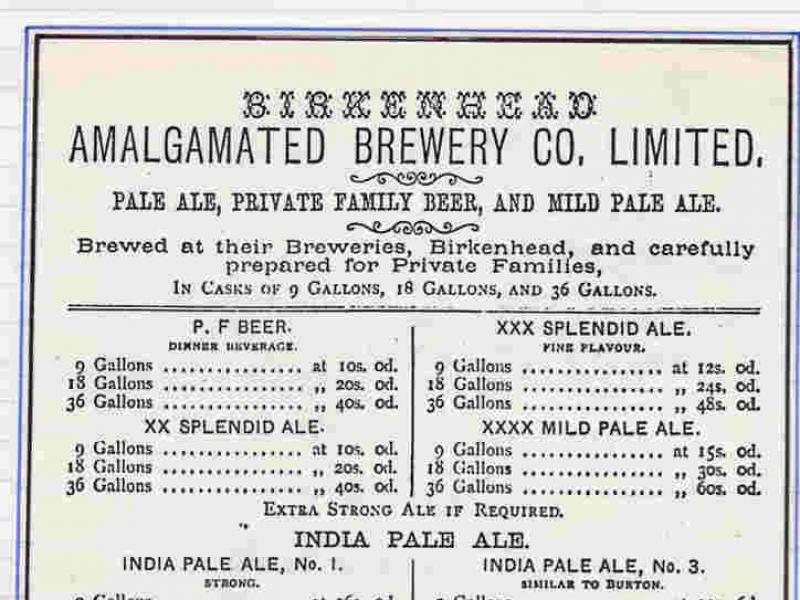 BIRKENHEAD
AMALGAMATED BREWERY CO. LIMITED.
PALE ALE, PRIVATE FAMILY BEER, AND MILD PALE ALE.
Brewed at their Breweries, Birkenhead, and carefully
prepared for Private Families,
IN CASKS OF 9 GALLONS, 18 GALLONS, AND 36 GALLONS.
P. F BEER.
DINNER BEVERAGE.
9 Gallons ................ at 10s. 0d.
18 Gallons ................ ,, 20s. 0d.
36 Gallons ................ ,, 40s. 0d.
XX SPLENDID ALE.
9 Gallons ................ at 10s. 0d.
18 Gallons ................ ,, 20s. 0d.
36 Gallons ................ ,, 40s. 0d.
XXX SPLENDID ALE.
FINE FLAVOUR.
9 Gallons ................ at 12s. 0d.
18 Gallons ................ ,, 24s. 0d.
36 Gallons ................ ,, 48s. 0d.
XXXX MILD PALE ALE.
9 Gallons ................ at 15s. 0d.
18 Gallons ................ ,, 30s. 0d.
36 Gallons ................ ,, 60s. 0d.
EXTRA STRONG ALE IF REQUIRED.
INDIA PALE ALE.
INDIA PALE ALE, No. 1.
STRONG.
INDIA PALE ALE, No. 3.
SIMILAR TO BURTON.